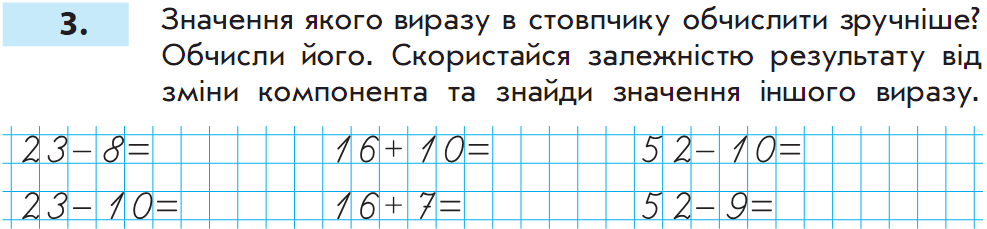 3. Значення якого виразу в стовпчику обчислити зручніше?
Обчисли його. Скористайся залежністю результату від
зміни компонента та знайди значення іншого виразу.
23-8= 16+10= 52-10=
23-10= 16+7= 52-9=